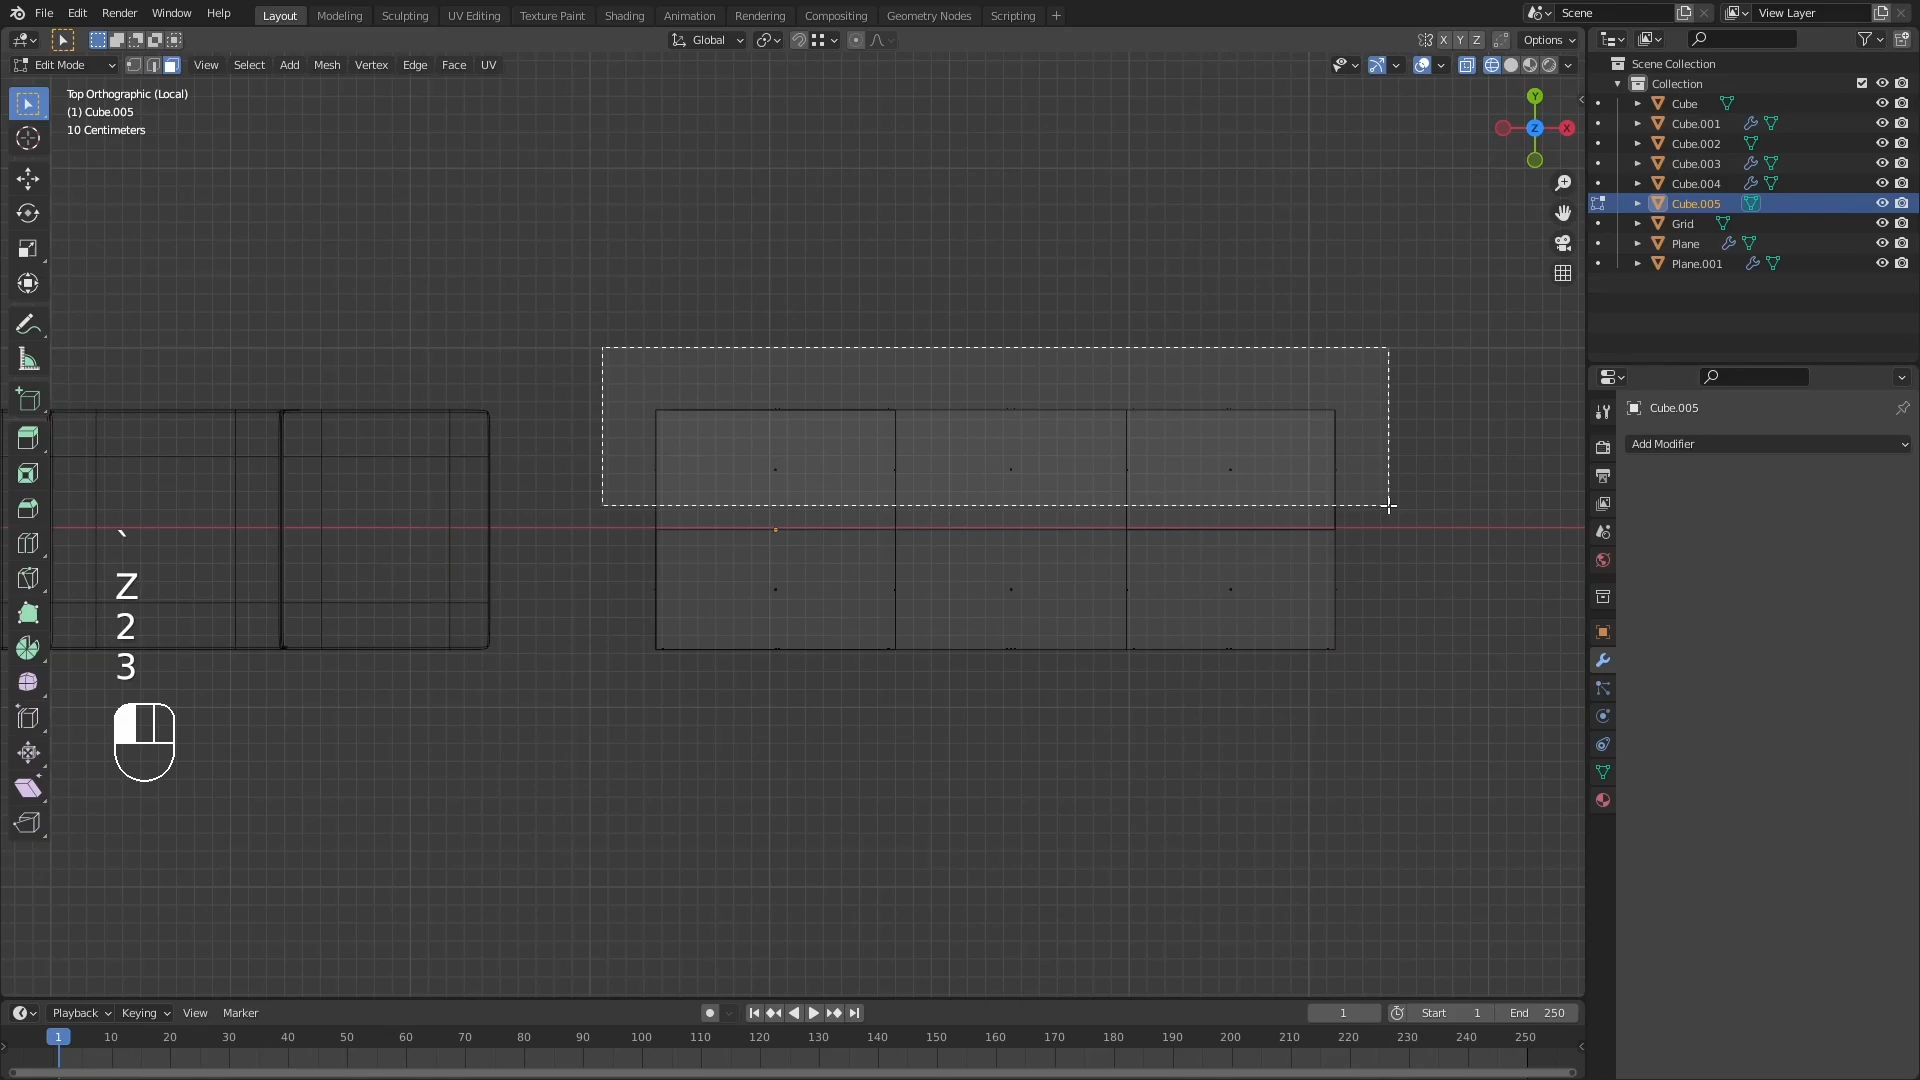 File Edit Render Window Help Layout Modeling Sculpting UV Editing Texture Paint Shading Animation Rendering Compositing Geometry Nodes Scripting + Scene View Layer
Global X Y Z Options
Edit Mode View Select Add Mesh Vertex Edge Face UV
Scene Collection
Collection
Cube
Cube.001
Cube.002
Cube.003
Cube.004
Cube.005
Grid
Plane
Plane.001
Top Orthographic (Local)
(1) Cube.005
10 Centimeters
Y
Z X
`
Z
2
3
Cube.005
Add Modifier
Playback Keying View Marker 1 Start 1 End 250
1 10 20 30 40 50 60 70 80 90 100 110 120 130 140 150 160 170 180 190 200 210 220 230 240 250